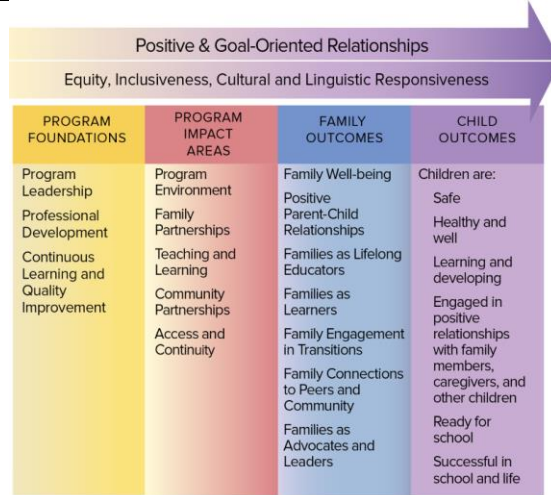 Positive & Goal-Oriented Relationships
Equity, Inclusiveness, Cultural and Linguistic Responsiveness
PROGRAM
FOUNDATIONS
Program
Leadership
Professional
Development
Continuous
Learning and
Quality
Improvement
PROGRAM
IMPACT
AREAS
Program
Environment
Family
Partnerships
Teaching and
Learning
Community
Partnerships
Access and
Continuity
FAMILY
OUTCOMES
Family Well-being
Positive
Parent-Child
Relationships
Families as Lifelong
Educators
Families as
Learners
Family Engagement
in Transitions
Family Connections
to Peers and
Community
Families as
Advocates and
Leaders
CHILD
OUTCOMES
Children are:
Safe
Healthy and
well
Learning and
developing
Engaged in
positive
relationships
with family
members,
caregivers, and
other children
Ready for
school
Successful in
school and life